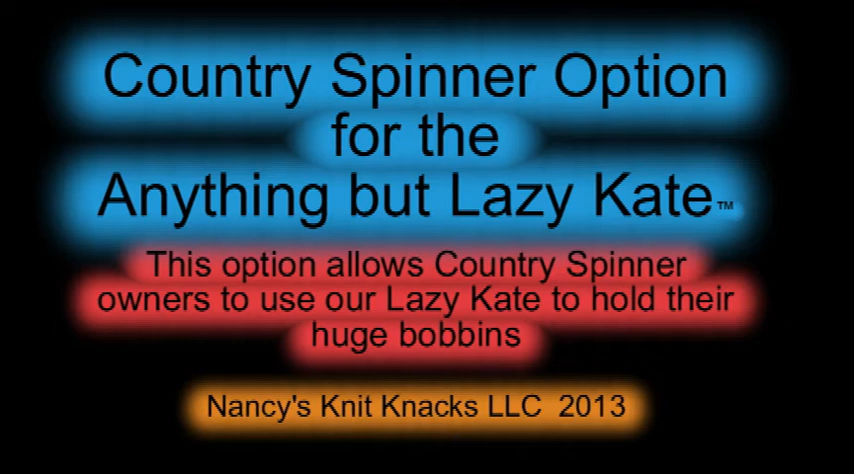 Country Spinner Option
for the
Anything but Lazy Kate™
This option allows Country Spinner
owners to use our Lazy Kate to hold their
huge bobbins
Nancy's Knit Knacks LLC  2013